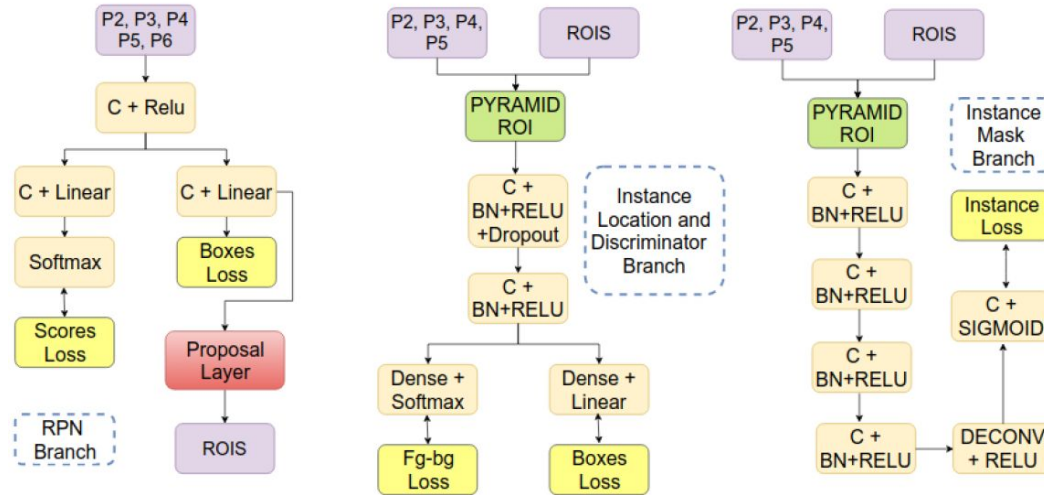 P2, P3, P4
P5, P6
C + Relu
C + Linear
C + Linear
Softmax
Boxes
Loss
Scores
Loss
Proposal
Layer
RPN
Branch
ROIS
P2, P3, P4,
P5
ROIS
PYRAMID
ROI
C +
BN+RELU
+Dropout
Instance
Location and
Discriminator
Branch
C +
BN+RELU
Dense +
Softmax
Dense +
Linear
Fg-bg
Loss
Boxes
Loss
P2, P3, P4,
P5
ROIS
PYRAMID
ROI
Instance
Mask
Branch
C +
BN+RELU
Instance
Loss
C +
BN+RELU
C +
SIGMOID
C +
BN+RELU
C +
BN+RELU
DECONV
+ RELU